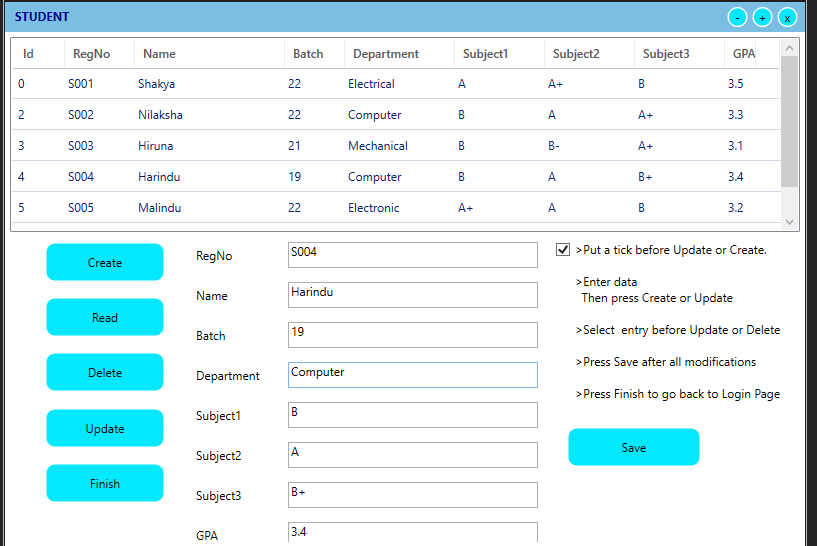 STUDENT - + x
Id RegNo Name Batch Department Subject1 Subject2 Subject3 GPA
0 S001 Shakya 22 Electrical A A+ B 3.5
2 S002 Nilaksha 22 Computer B A A+ 3.3
3 S003 Hiruna 21 Mechanical B B- A+ 3.1
4 S004 Harindu 19 Computer B A B+ 3.4
5 S005 Malindu 22 Electronic A+ A B 3.2
Create
Read
Delete
Update
Finish
RegNo S004
Name Harindu
Batch 19
Department Computer
Subject1 B
Subject2 A
Subject3 B+
GPA 3.4
>Put a tick before Update or Create.
>Enter data
Then press Create or Update
>Select entry before Update or Delete
>Press Save after all modifications
>Press Finish to go back to Login Page
Save